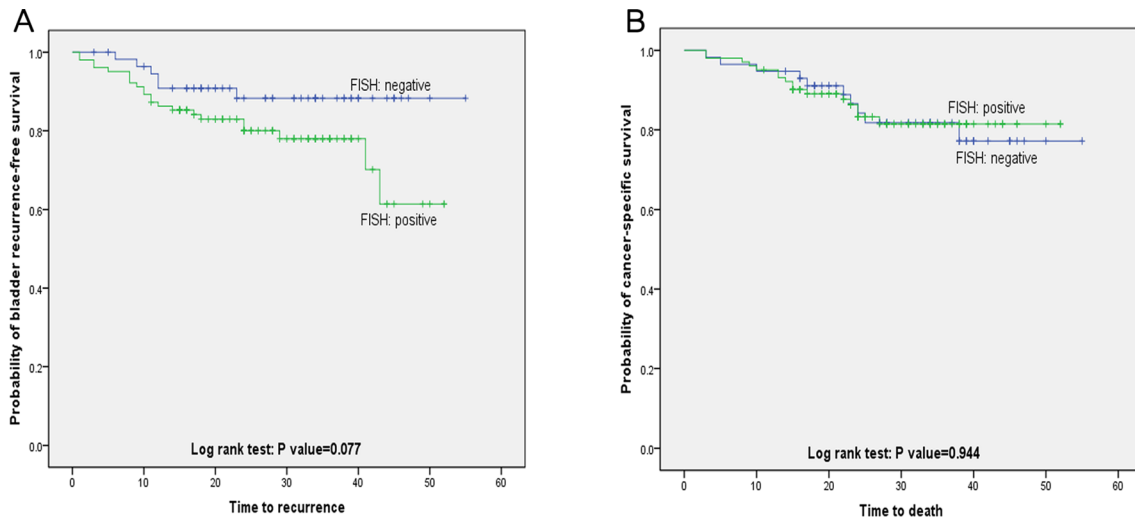 A
Probability of bladder recurrence-free survival
1.0
0.8
0.6
0.4
0.2
0.0
FISH: negative
FISH: positive
Log rank test: P value=0.077
0 10 20 30 40 50 60
Time to recurrence
B
Probability of cancer-specific survival
1.0
0.8
0.6
0.4
0.2
0.0
FISH: positive
FISH: negative
Log rank test: P value=0.944
0 10 20 30 40 50 60
Time to death